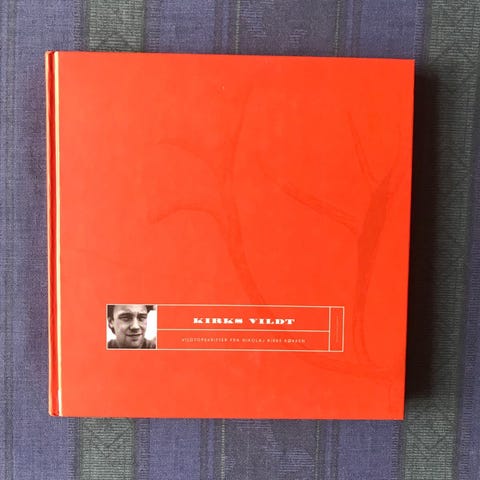 KIRKS VILDT
VILDTOPSKRIFTER FRA NIKOLAJ KIRKS KØKKEN